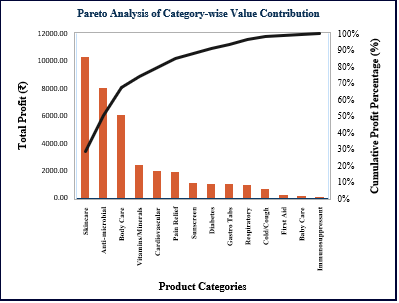 Pareto Analysis of Category-wise Value Contribution
Total Profit (₹)
12000.00
10000.00
8000.00
6000.00
4000.00
2000.00
0.00
100%
90%
80%
70%
60%
50%
40%
30%
20%
10%
0%
Cumulative Profit Percentage (%)
Skincare
Anti-microbial
Body Care
Vitamins/Minerals
Cardiovascular
Pain Relief
Sunscreen
Diabetes
Gastro Tabs
Respiratory
Cold/Cough
First Aid
Baby Care
Immunosuppressant
Product Categories